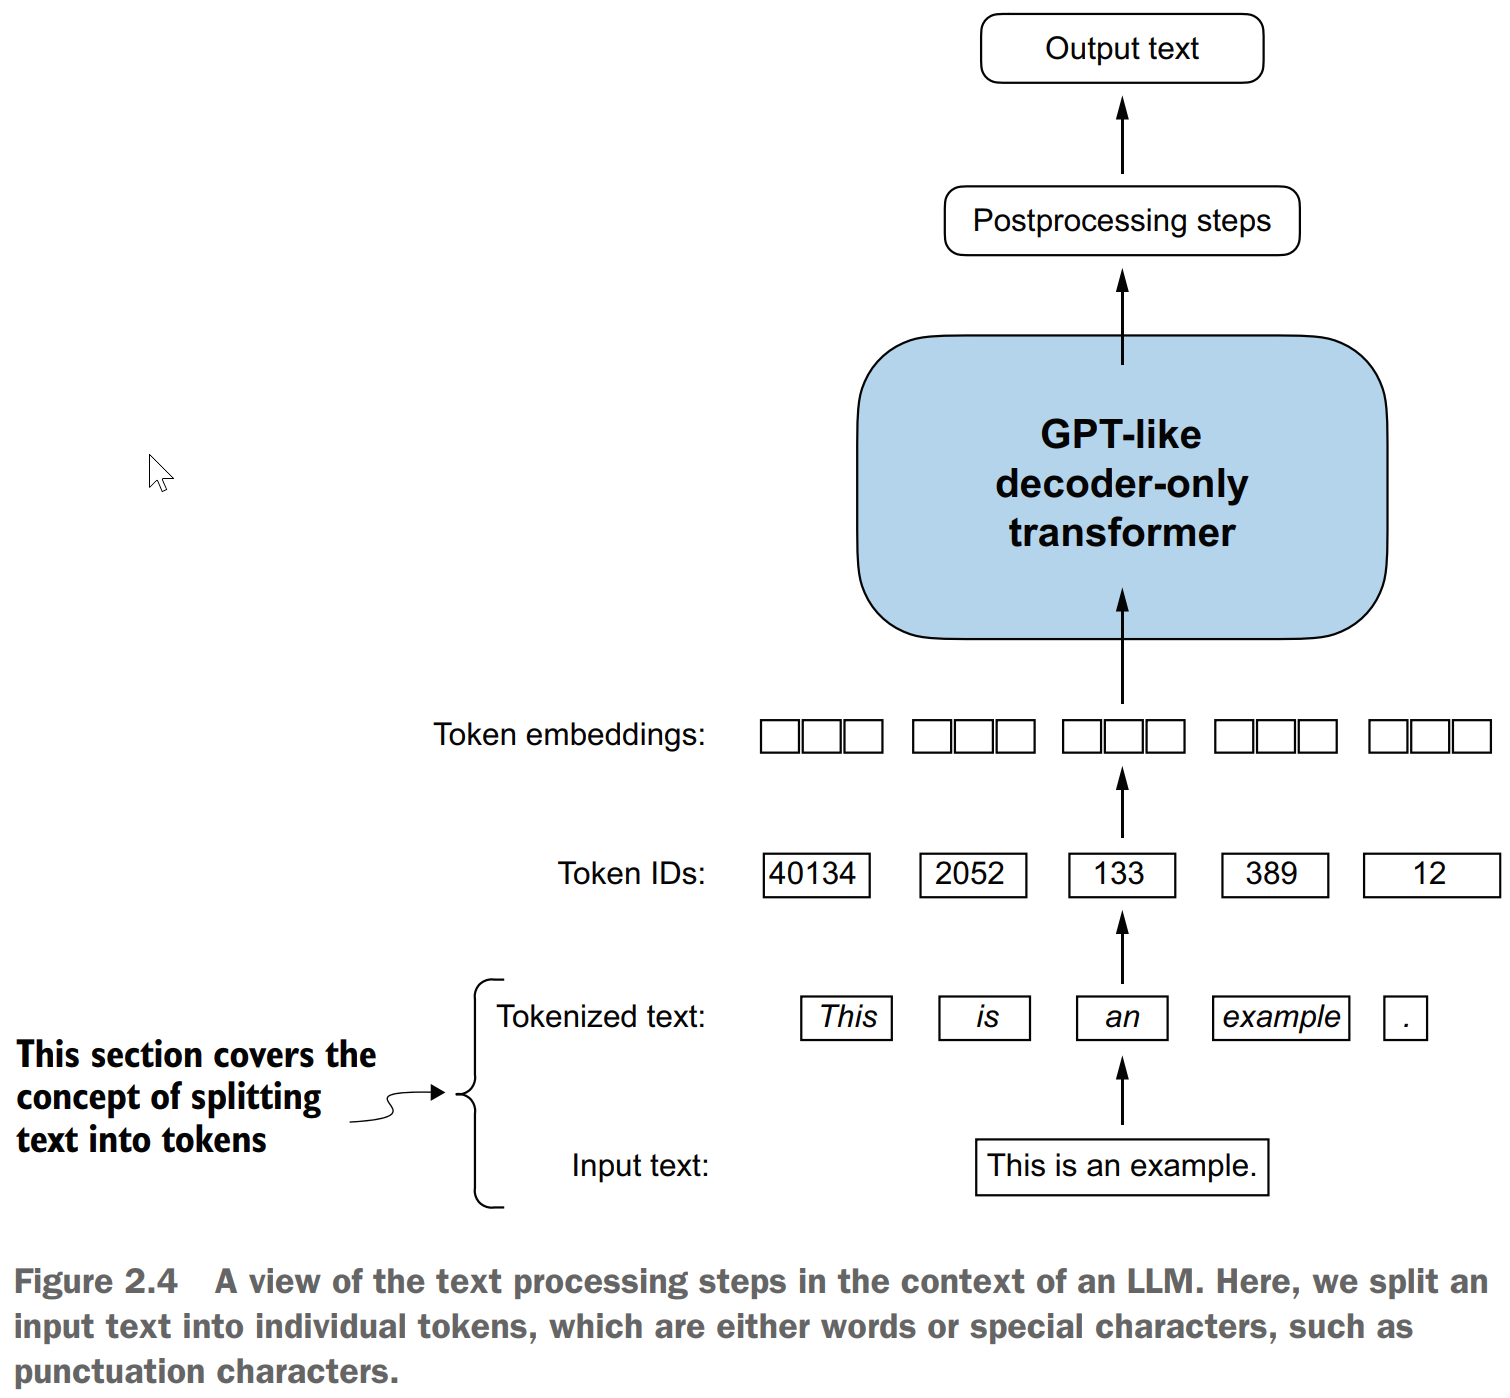 Output text
Postprocessing steps
GPT-like
decoder-only
transformer
Token embeddings:
Token IDs: 40134 2052 133 389 12
Tokenized text: This is an example .
This section covers the
concept of splitting
text into tokens
Input text: This is an example.
Figure 2.4 A view of the text processing steps in the context of an LLM. Here, we split an
input text into individual tokens, which are either words or special characters, such as
punctuation characters.